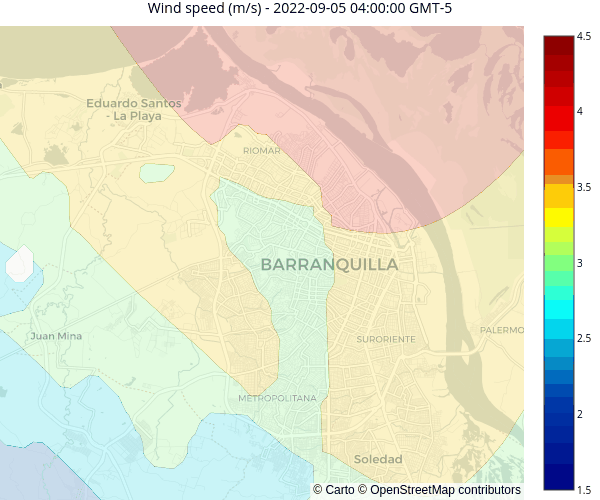 Wind speed (m/s) - 2022-09-05 04:00:00 GMT-5
Eduardo Santos
- La Playa
RIOMAR
BARRANQUILLA
Juan Mina
SURORIENTE
PALERMO
METROPOLITANA
Soledad
© Carto © OpenStreetMap contributors
4.5
4
3.5
3
2.5
2
1.5